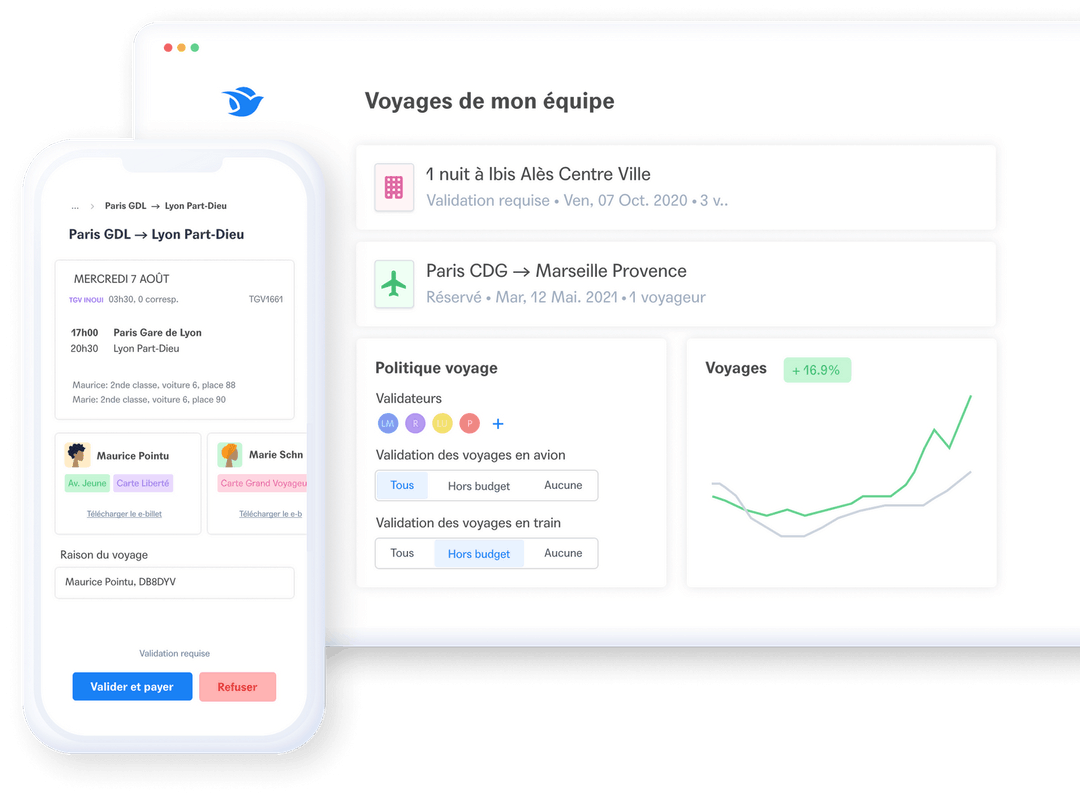 Voyages de mon équipe
1 nuit à Ibis Alès Centre Ville
Validation requise • Ven, 07 Oct. 2020 • 3 v..
Paris CDG → Marseille Provence
Réservé • Mar, 12 Mai. 2021 • 1 voyageur
Politique voyage
Validateurs
LM R P +
Validation des voyages en avion
Tous Hors budget Aucune
Validation des voyages en train
Tous Hors budget Aucune
Voyages + 16.9%
... > Paris GDL → Lyon Part-Dieu
Paris GDL → Lyon Part-Dieu
MERCREDI 7 AOÛT
TGV INOUI 03h30, 0 corresp. TGV1661
17h00 Paris Gare de Lyon
20h30 Lyon Part-Dieu
Maurice: 2nde classe, voiture 6, place 88
Marie: 2nde classe, voiture 6, place 90
Maurice Pointu
Av. Jeune Carte Liberté
Télécharger le e-billet
Marie Schn
Carte Grand Voyageu
Télécharger le e-b
Raison du voyage
Maurice Pointu, DB8DYV
Validation requise
Valider et payer Refuser